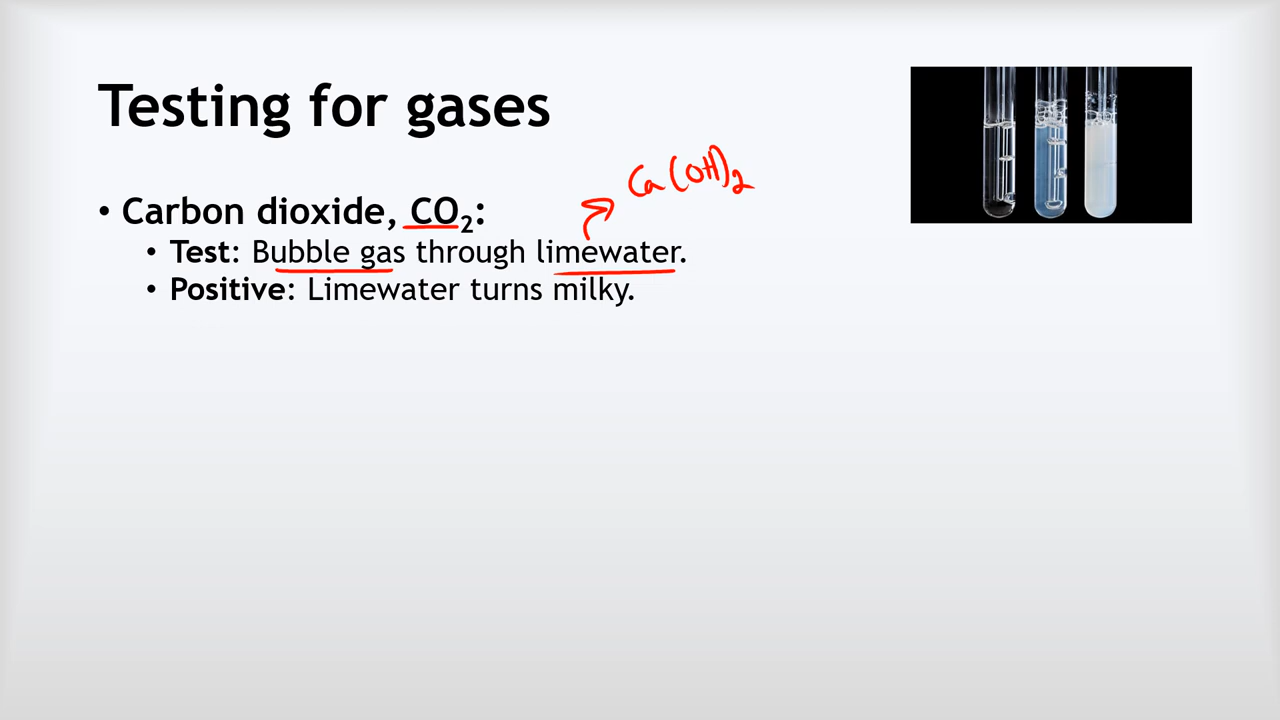 Testing for gases
Ca(OH)2
• Carbon dioxide, CO₂:
• Test: Bubble gas through limewater.
• Positive: Limewater turns milky.